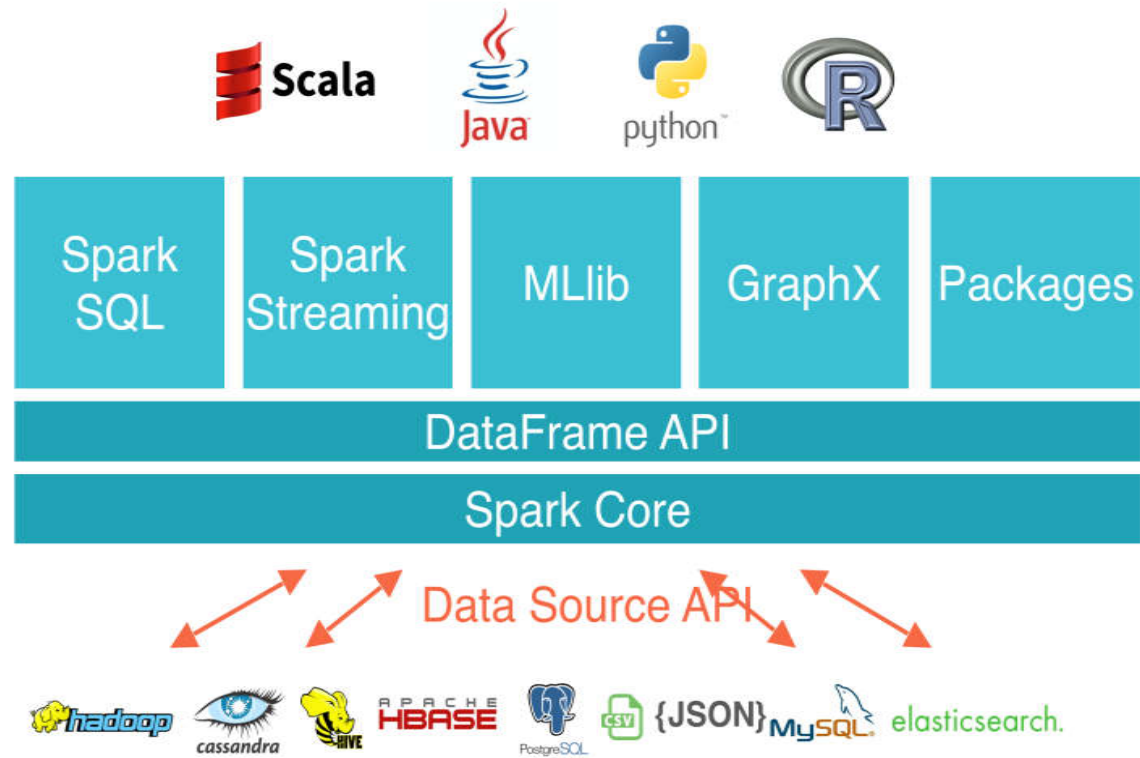 Scala
Java
python™
R
Spark
SQL
Spark
Streaming
MLlib
GraphX
Packages
DataFrame API
Spark Core
Data Source API
hadoop
cassandra
HIVE
APACHE
HBASE
PostgreSQL
CSV
{JSON}
MySQL®
elasticsearch.